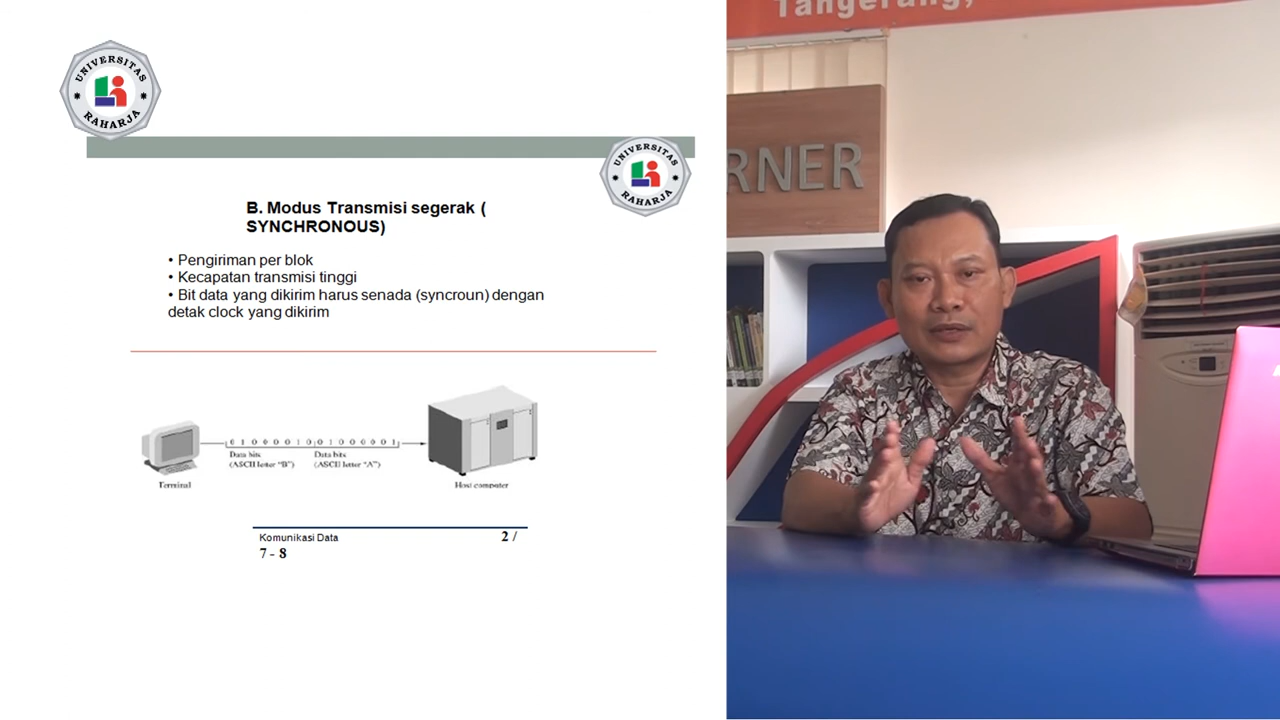 UNIVERSITAS
RAHARJA
UNIVERSITAS
RAHARJA
B. Modus Transmisi segerak (
SYNCHRONOUS)
• Pengiriman per blok
• Kecapatan transmisi tinggi
• Bit data yang dikirim harus senada (syncroun) dengan
detak clock yang dikirim
0 1 0 0 0 0 1 0 0 1 0 0 0 0 0 1
Data bits Data bits
(ASCII letter "B") (ASCII letter "A")
Terminal Host computer
Komunikasi Data 2 /
7 - 8
Tangerang,
RNER